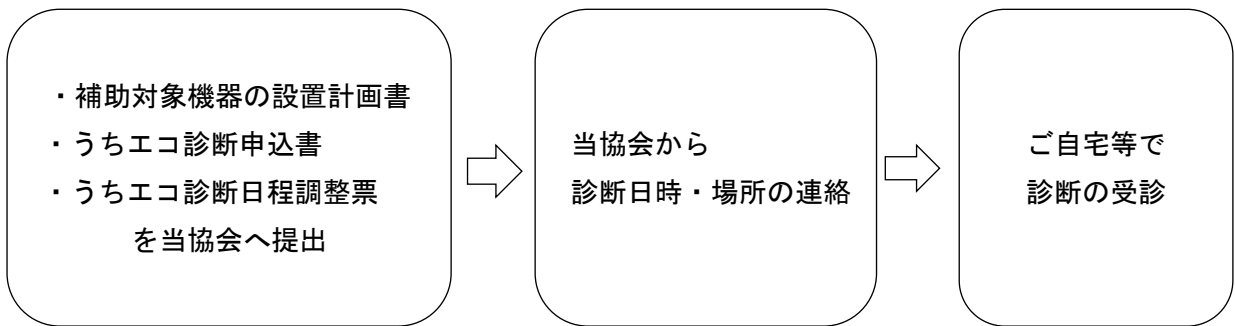 ・補助対象機器の設置計画書
・うちエコ診断申込書
・うちエコ診断日程調整票
を当協会へ提出
当協会から
診断日時・場所の連絡
ご自宅等で
診断の受診